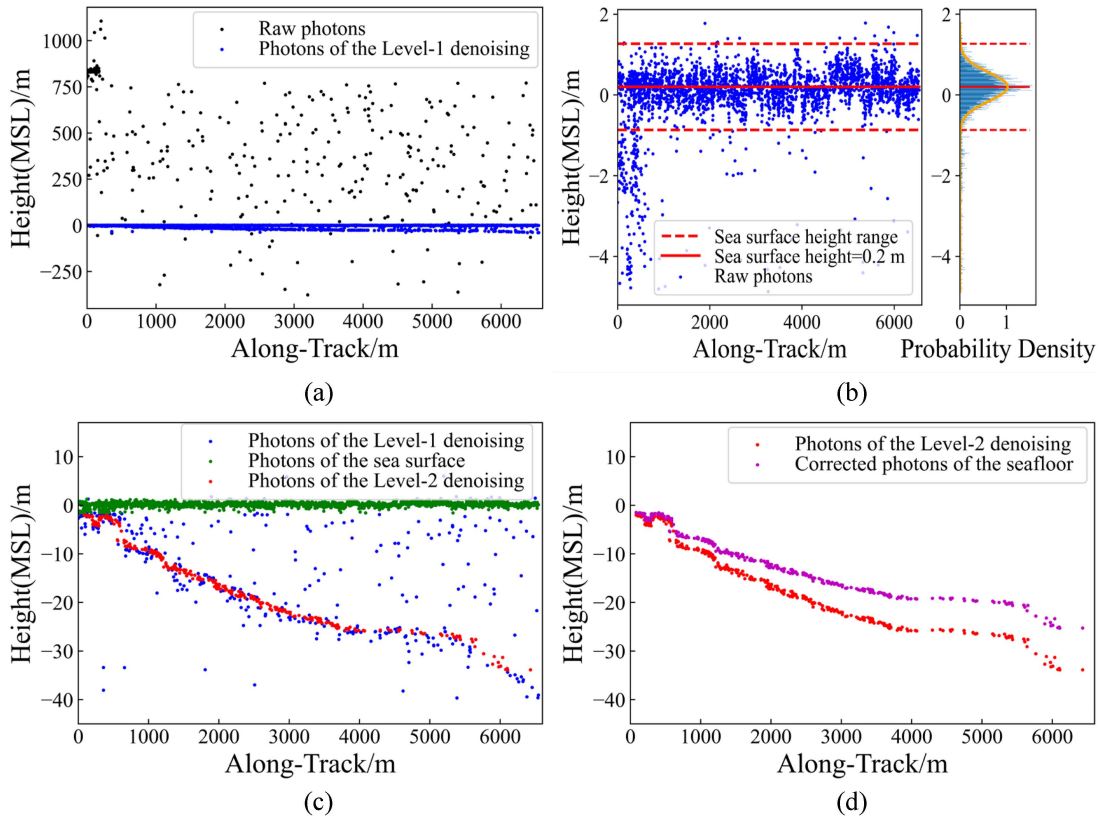 Raw photons
Photons of the Level-1 denoising
1000
750
500
250
0
−250
Height(MSL)/m
0 1000 2000 3000 4000 5000 6000
Along-Track/m
(a)
2
0
−2
−4
Height(MSL)/m
Sea surface height range
Sea surface height=0.2 m
Raw photons
0 2000 4000 6000
Along-Track/m
2
0
−2
−4
0 1
Probability Density
(b)
Photons of the Level-1 denoising
Photons of the sea surface
Photons of the Level-2 denoising
10
0
−10
−20
−30
−40
Height(MSL)/m
0 1000 2000 3000 4000 5000 6000
Along-Track/m
(c)
Photons of the Level-2 denoising
Corrected photons of the seafloor
10
0
−10
−20
−30
−40
Height(MSL)/m
0 1000 2000 3000 4000 5000 6000
Along-Track/m
(d)